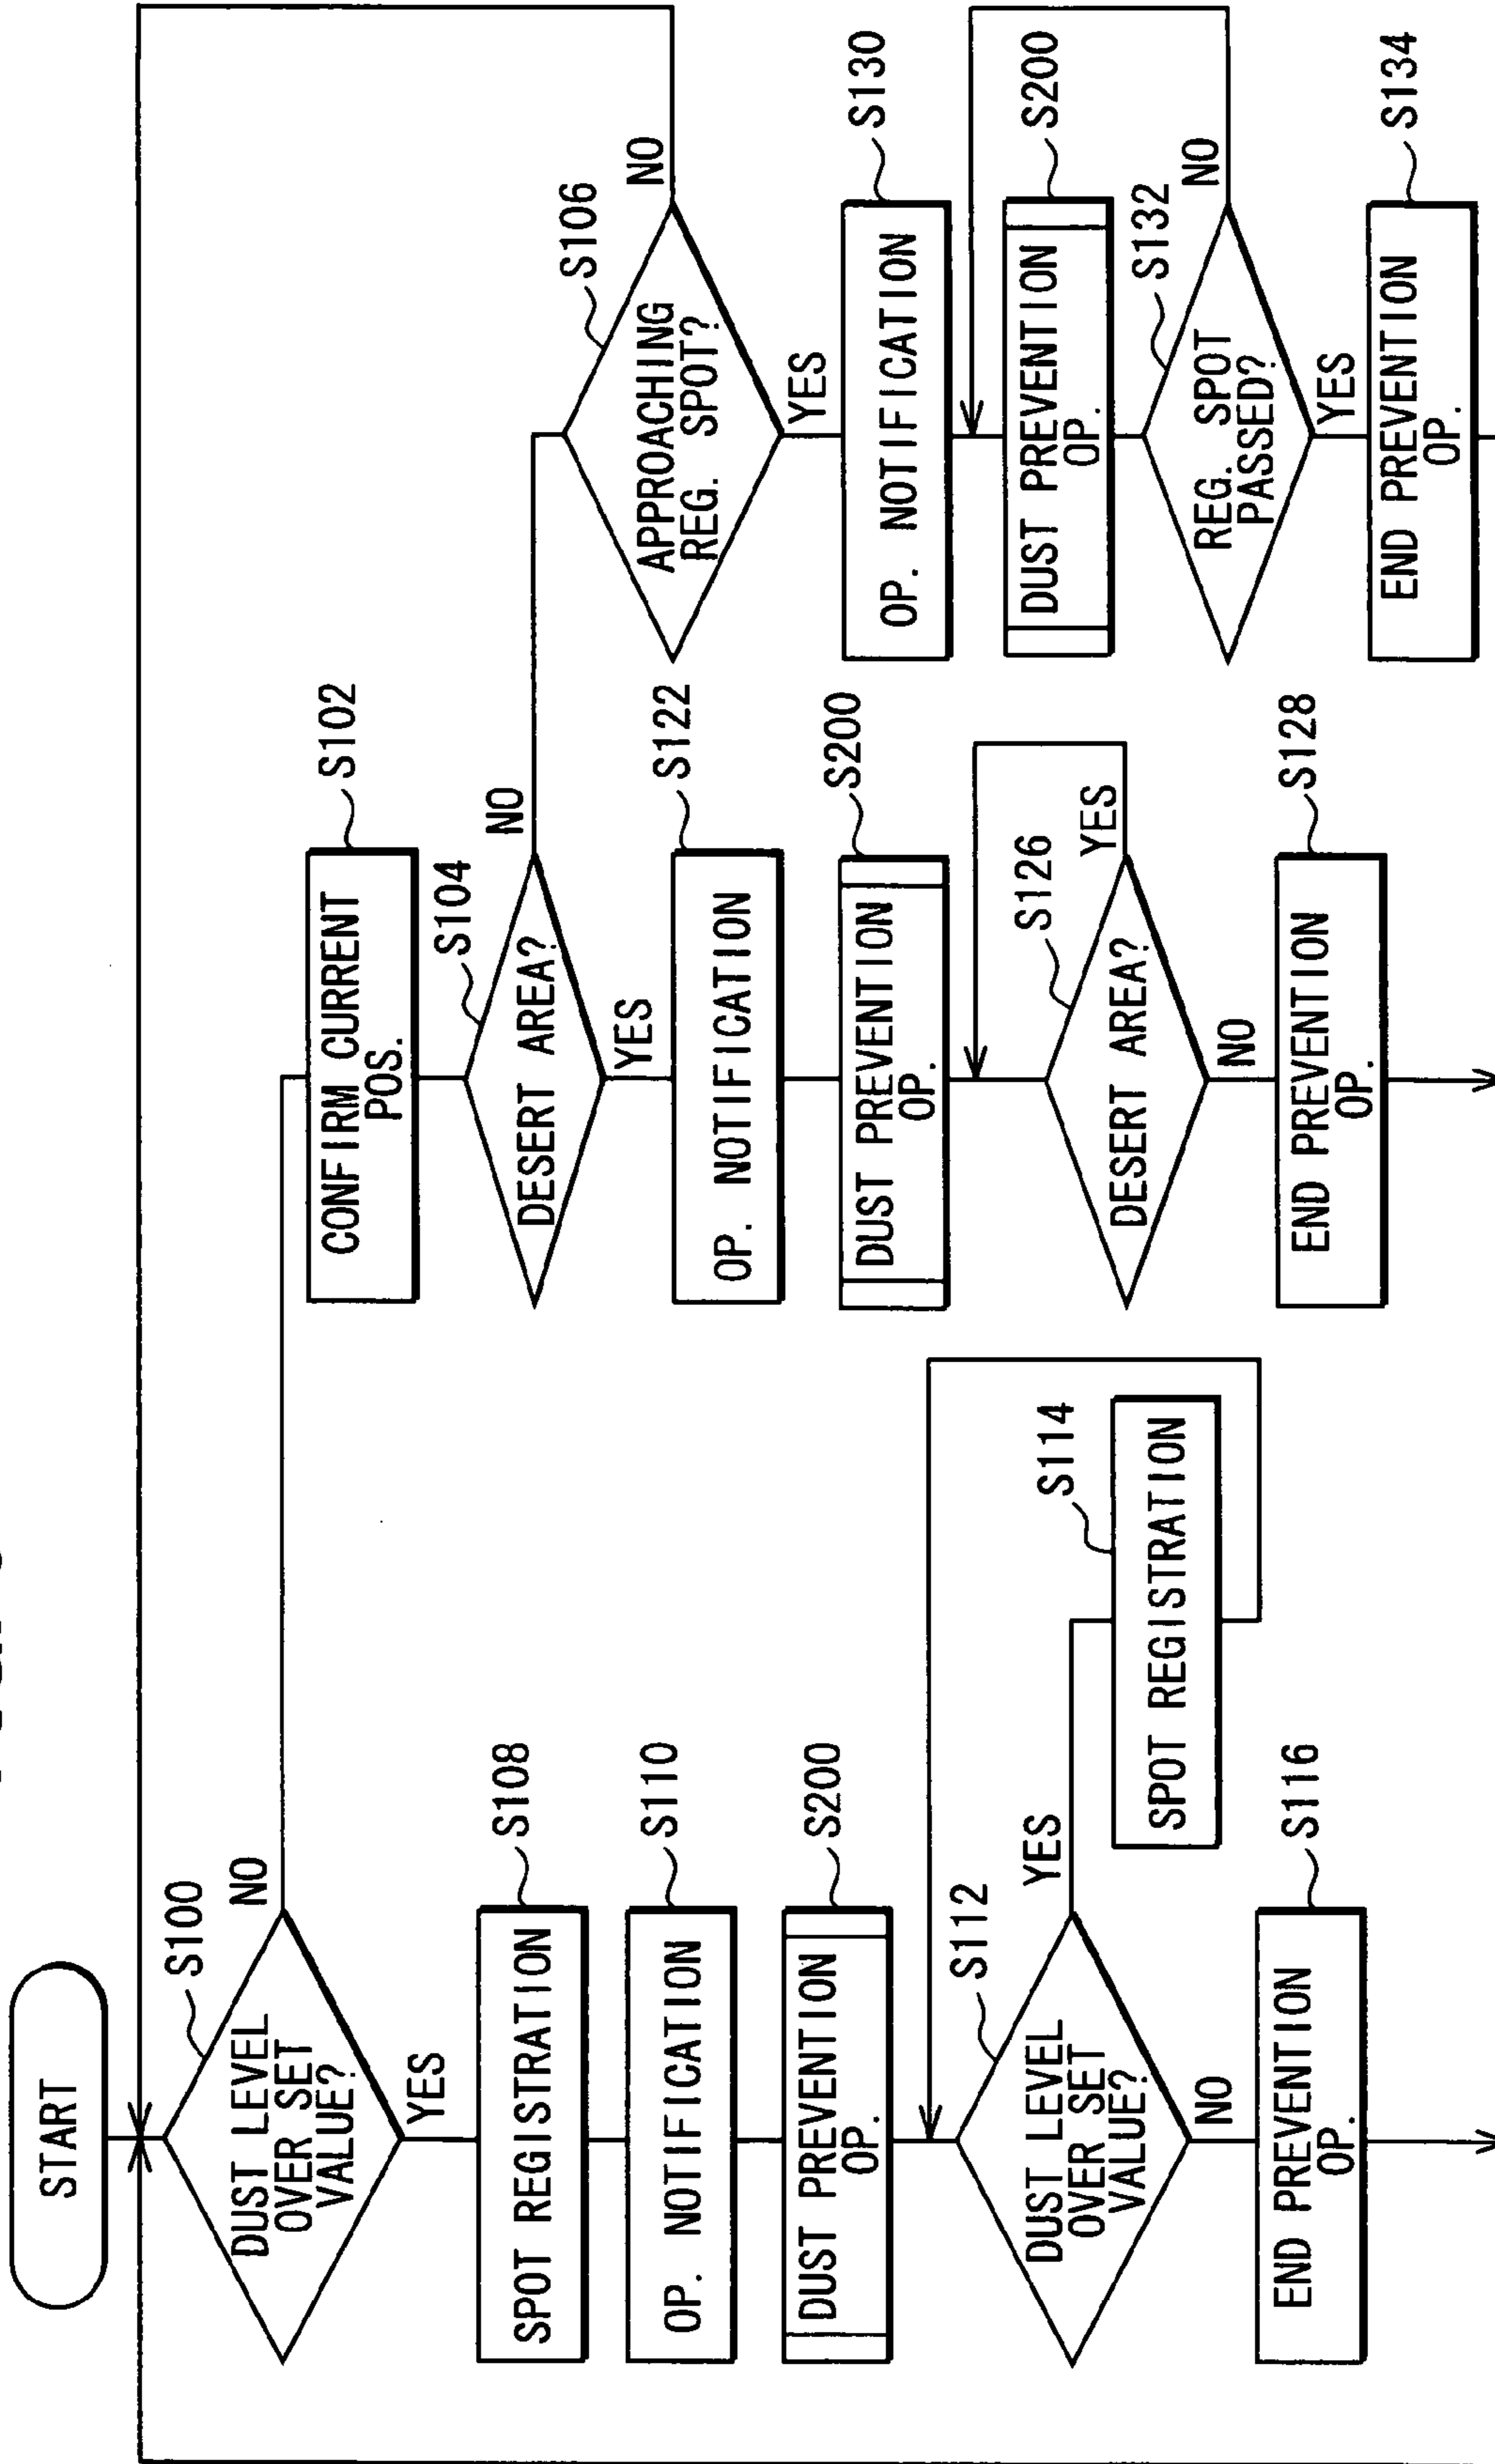 START
S100
DUST LEVEL
OVER SET
VALUE?
NO
YES
S108
SPOT REGISTRATION
S110
OP. NOTIFICATION
S200
DUST PREVENTION
OP.
S112
DUST LEVEL
OVER SET
VALUE?
YES
NO
S114
SPOT REGISTRATION
S116
END PREVENTION
OP.
S102
CONFIRM CURRENT
POS.
S104
DESERT AREA?
NO
YES
S122
OP. NOTIFICATION
S200
DUST PREVENTION
OP.
S126
DESERT AREA?
YES
NO
S128
END PREVENTION
OP.
S106
APPROACHING
REG. SPOT?
NO
YES
S130
OP. NOTIFICATION
S200
DUST PREVENTION
OP.
S132
REG. SPOT
PASSED?
NO
YES
S134
END PREVENTION
OP.